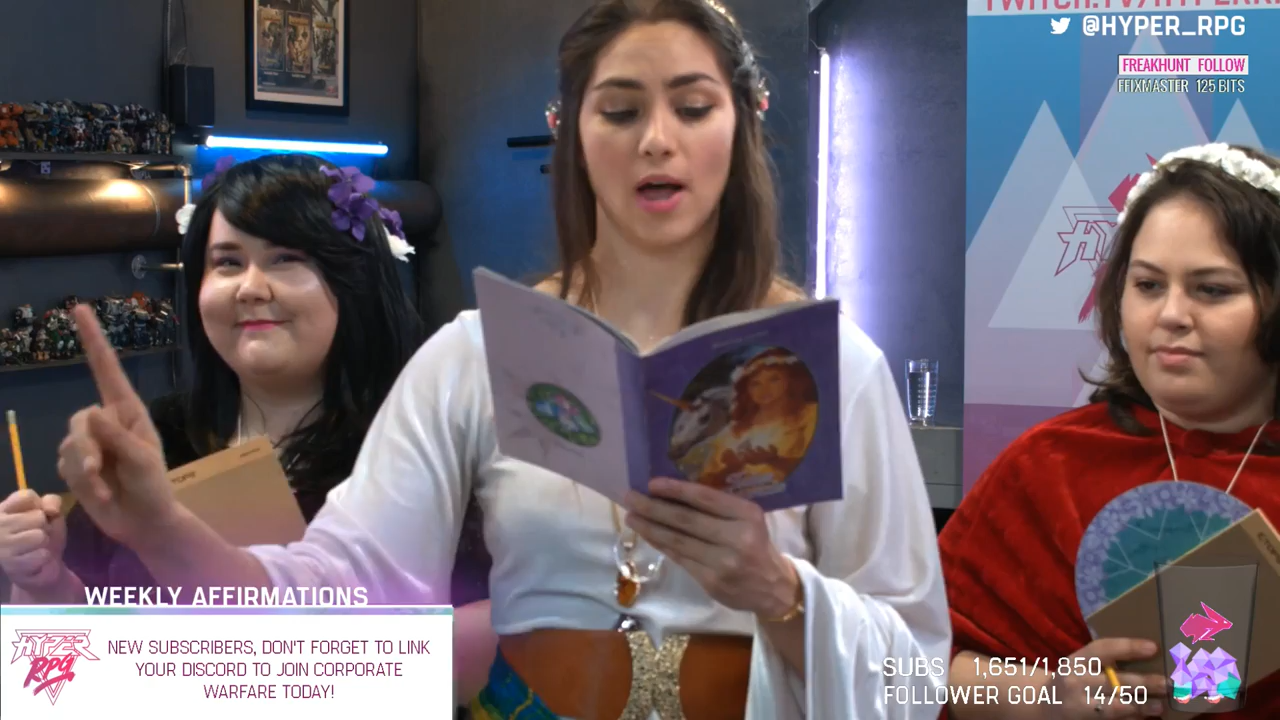 TWITCH.TV/HYPERRPG
@HYPER_RPG
FREAKHUNT FOLLOW
FFIXMASTER 125 BITS
WEEKLY AFFIRMATIONS
HYPER
RPG
NEW SUBSCRIBERS, DON'T FORGET TO LINK
YOUR DISCORD TO JOIN CORPORATE
WARFARE TODAY!
SUBS 1,651/1,850
FOLLOWER GOAL 14/50